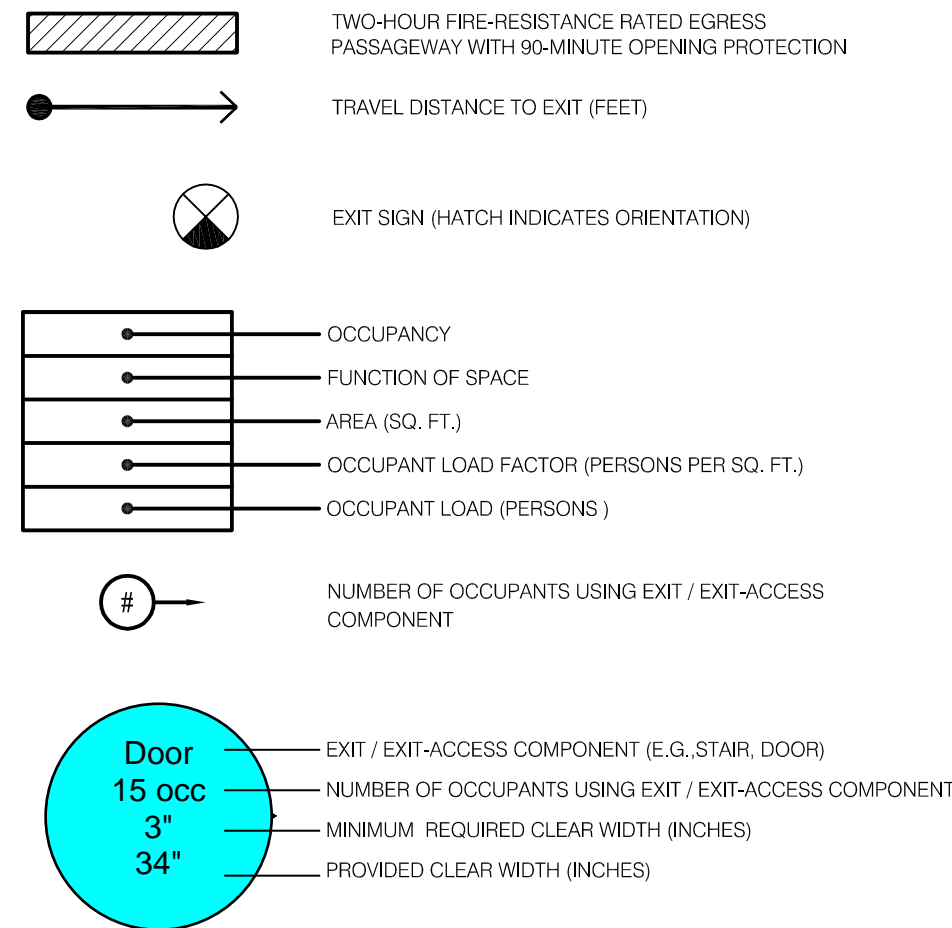 TWO-HOUR FIRE-RESISTANCE RATED EGRESS
PASSAGEWAY WITH 90-MINUTE OPENING PROTECTION
TRAVEL DISTANCE TO EXIT (FEET)
EXIT SIGN (HATCH INDICATES ORIENTATION)
OCCUPANCY
FUNCTION OF SPACE
AREA (SQ. FT.)
OCCUPANT LOAD FACTOR (PERSONS PER SQ. FT.)
OCCUPANT LOAD (PERSONS )
#
NUMBER OF OCCUPANTS USING EXIT / EXIT-ACCESS
COMPONENT
Door
EXIT / EXIT-ACCESS COMPONENT (E.G.,STAIR, DOOR)
15 occ
NUMBER OF OCCUPANTS USING EXIT / EXIT-ACCESS COMPONENT
3"
MINIMUM  REQUIRED CLEAR WIDTH (INCHES)
34"
PROVIDED CLEAR WIDTH (INCHES)